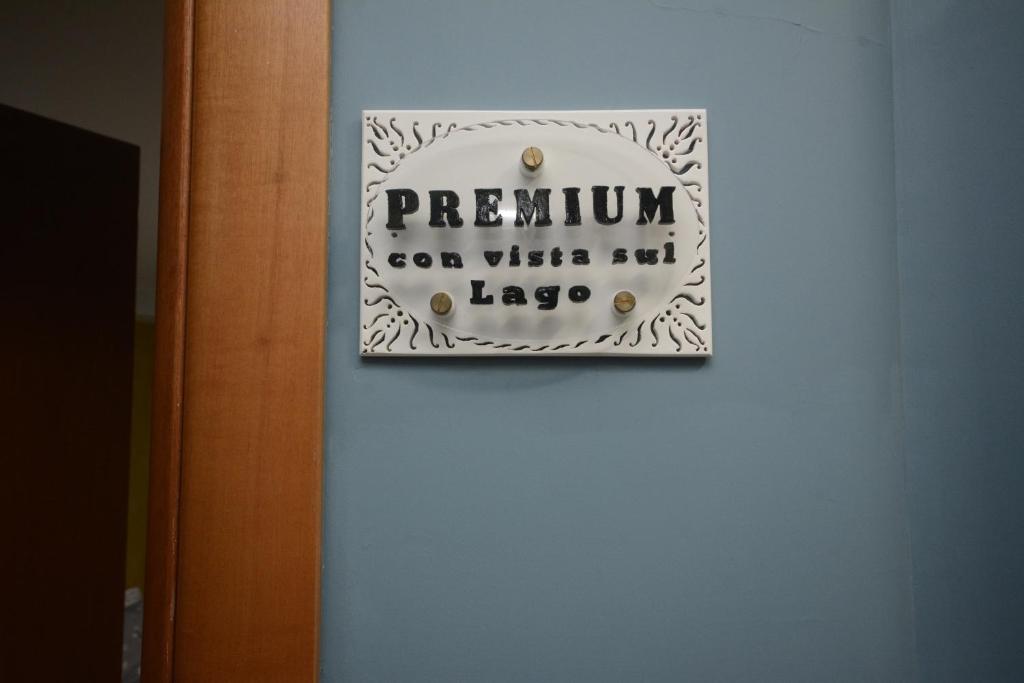 PREMIUM
con vista sul
Lago